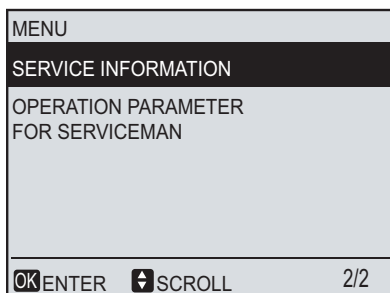 MENU
SERVICE INFORMATION
OPERATION PARAMETER
FOR SERVICEMAN
OK ENTER SCROLL 2/2